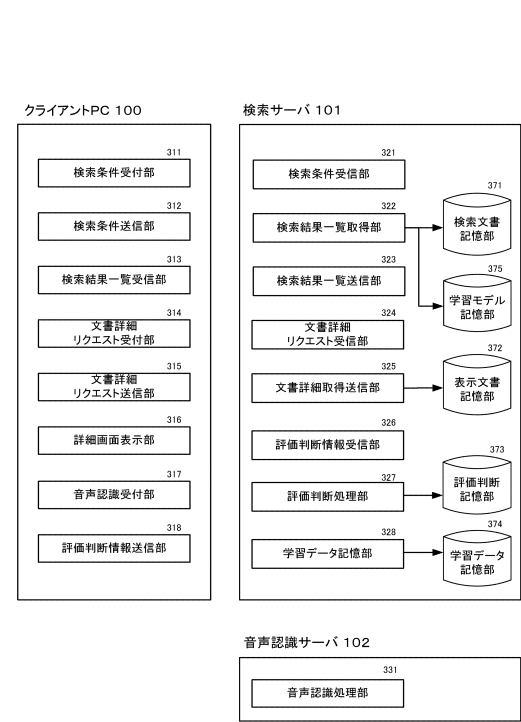 クライアントPC 100
311
検索条件受付部
312
検索条件送信部
313
検索結果一覧受信部
314
文書詳細
リクエスト受付部
315
文書詳細
リクエスト送信部
316
詳細画面表示部
317
音声認識受付部
318
評価判断情報送信部
検索サーバ 101
321
検索条件受信部
322
検索結果一覧取得部
323
検索結果一覧送信部
324
文書詳細
リクエスト受信部
325
文書詳細取得送信部
326
評価判断情報受信部
327
評価判断処理部
328
学習データ記憶部
371
検索文書
記憶部
375
学習モデル
記憶部
372
表示文書
記憶部
373
評価判断
記憶部
374
学習データ
記憶部
音声認識サーバ 102
331
音声認識処理部